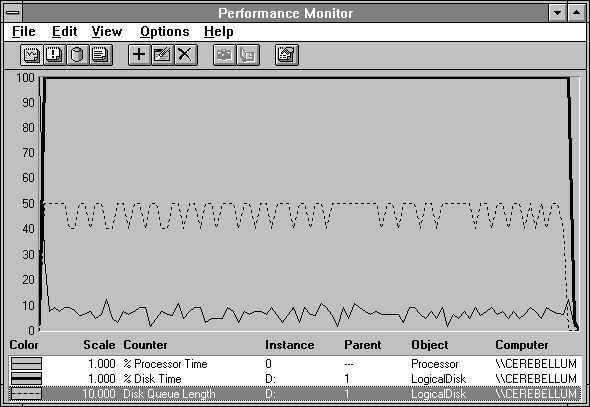 Performance Monitor
File Edit View Options Help
100
90
80
70
60
50
40
30
20
10
0
Color Scale Counter Instance Parent Object Computer
1.000 % Processor Time 0 --- Processor \\CEREBELLUM
1.000 % Disk Time D: 1 LogicalDisk \\CEREBELLUM
10.000 Disk Queue Length D: 1 LogicalDisk \\CEREBELLUM